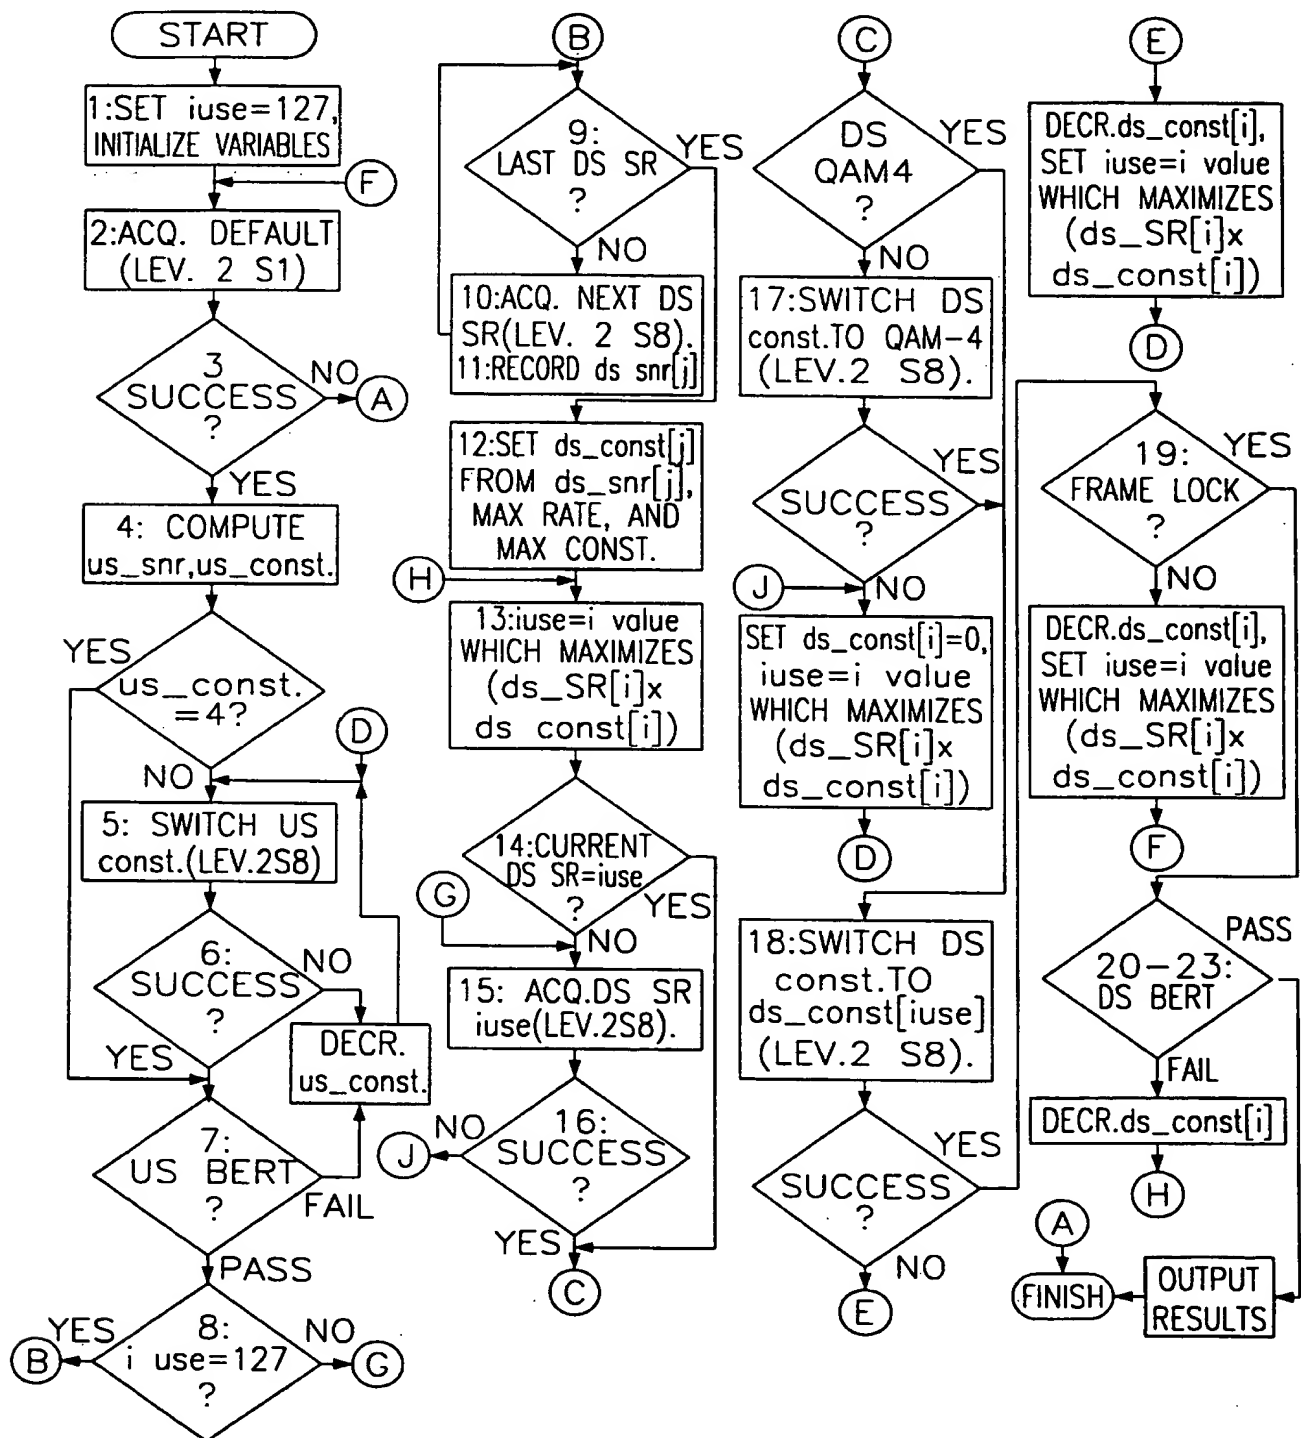 START
1:SET iuse=127,
INITIALIZE VARIABLES
F
2:ACQ. DEFAULT
(LEV. 2 S1)
3
SUCCESS
?
NO
A
YES
4: COMPUTE
us_snr,us_const.
YES
us_const.
=4?
D
NO
5: SWITCH US
const.(LEV.2S8)
6:
SUCCESS
?
NO
YES
DECR.
us_const.
7:
US BERT
?
FAIL
PASS
YES
8:
i use=127
?
NO
B
G
B
9:
LAST DS SR
?
YES
NO
10:ACQ. NEXT DS
SR(LEV. 2 S8).
11:RECORD ds snr[j]
12:SET ds_const[j]
FROM ds_snr[j],
MAX RATE, AND
MAX CONST.
H
13:iuse=i value
WHICH MAXIMIZES
(ds_SR[i]x
ds const[i])
14:CURRENT
DS SR=iuse
?
YES
G
NO
15: ACQ.DS SR
iuse(LEV.2S8).
NO
16:
SUCCESS
?
J
YES
C
C
DS
QAM4
?
YES
NO
17:SWITCH DS
const.TO QAM-4
(LEV.2 S8).
YES
SUCCESS
?
J
NO
SET ds_const[i]=0,
iuse=i value
WHICH MAXIMIZES
(ds_SR[i]x
ds_const[i])
D
18:SWITCH DS
const.TO
ds_const[iuse]
(LEV.2 S8).
YES
SUCCESS
?
NO
E
E
DECR.ds_const[i],
SET iuse=i value
WHICH MAXIMIZES
(ds_SR[i]x
ds_const[i])
D
19:
FRAME LOCK
?
YES
NO
DECR.ds_const[i],
SET iuse=i value
WHICH MAXIMIZES
(ds_SR[i]x
ds_const[i])
F
PASS
20-23:
DS BERT
FAIL
DECR.ds_const[i]
H
A
FINISH
OUTPUT
RESULTS